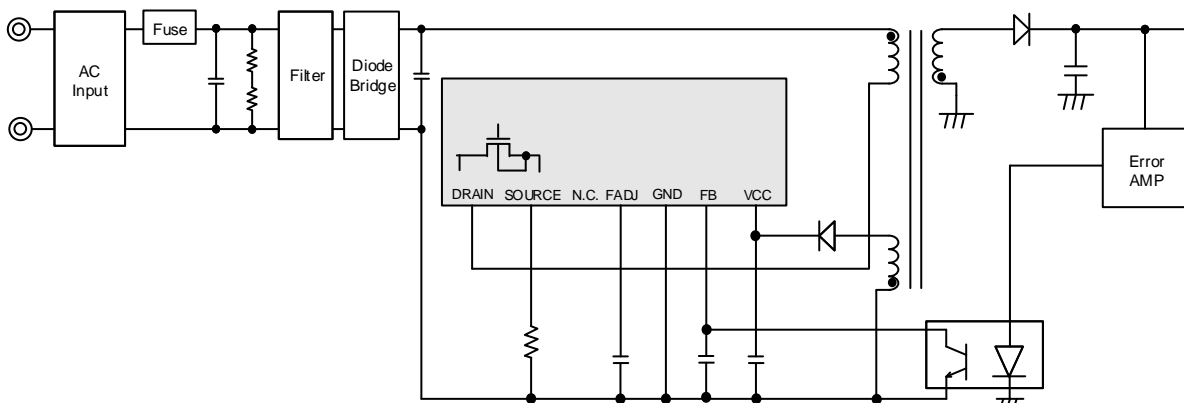 Fuse
AC
Input
Filter
Diode
Bridge
DRAIN SOURCE N.C. FADJ GND FB VCC
Error
AMP